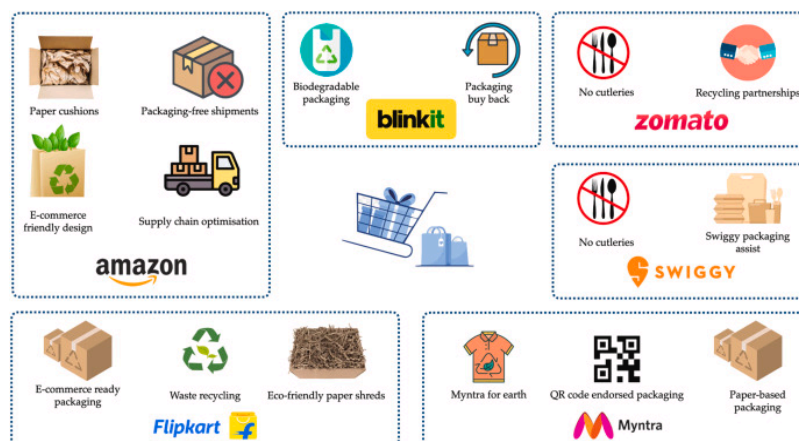 Paper cushions
Packaging-free shipments
E-commerce
friendly design
Supply chain optimisation
amazon
Biodegradable
packaging
Packaging
buy back
blinkit
No cutleries
Recycling partnerships
zomato
No cutleries
Swiggy packaging
assist
SWIGGY
E-commerce ready
packaging
Waste recycling
Eco-friendly paper shreds
Flipkart
Myntra for earth
QR code endorsed packaging
Paper-based
packaging
Myntra